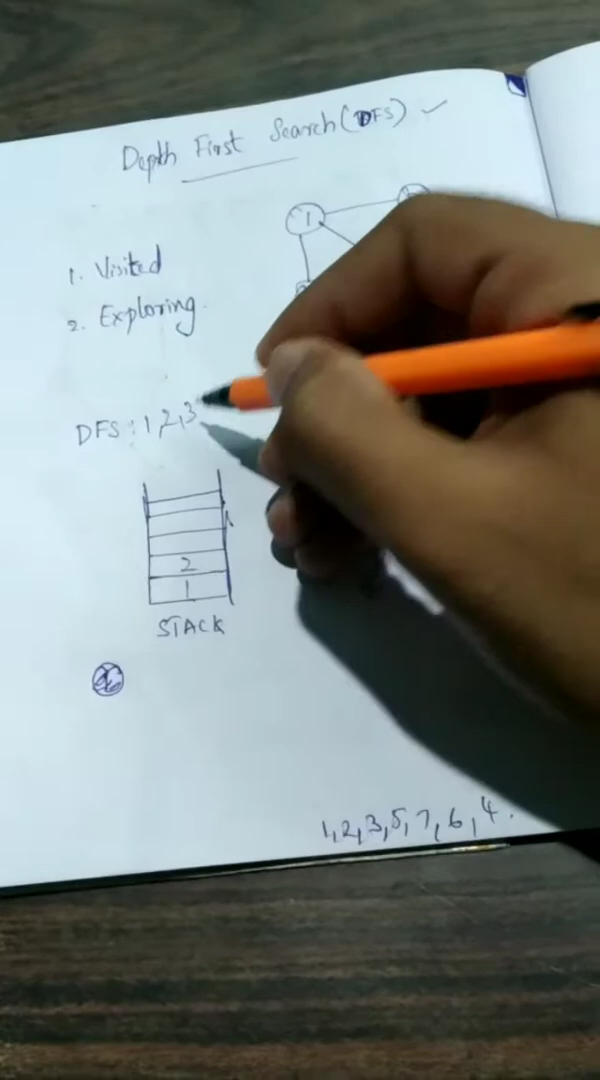 Depth First Search (DFS) ✓
1
1. Visited
2. Exploring.
DFS : 1,2,3
2
1
STACK
1,2,3,5,7,6,4.